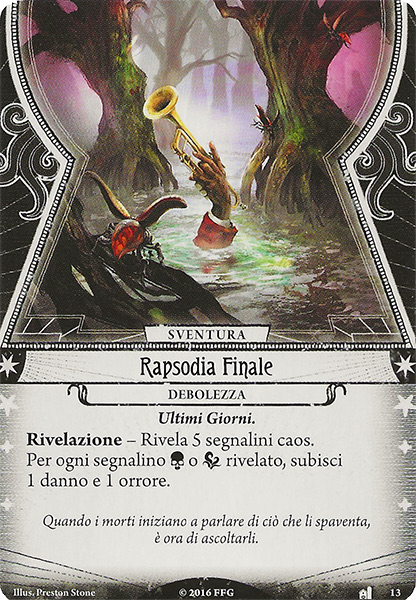 SVENTURA
Rapsodia Finale
DEBOLEZZA
Ultimi Giorni.
Rivelazione – Rivela 5 segnalini caos.
Per ogni segnalino o rivelato, subisci
1 danno e 1 orrore.
Quando i morti iniziano a parlare di ciò che li spaventa,
è ora di ascoltarli.
Illus. Preston Stone
© 2016 FFG
13